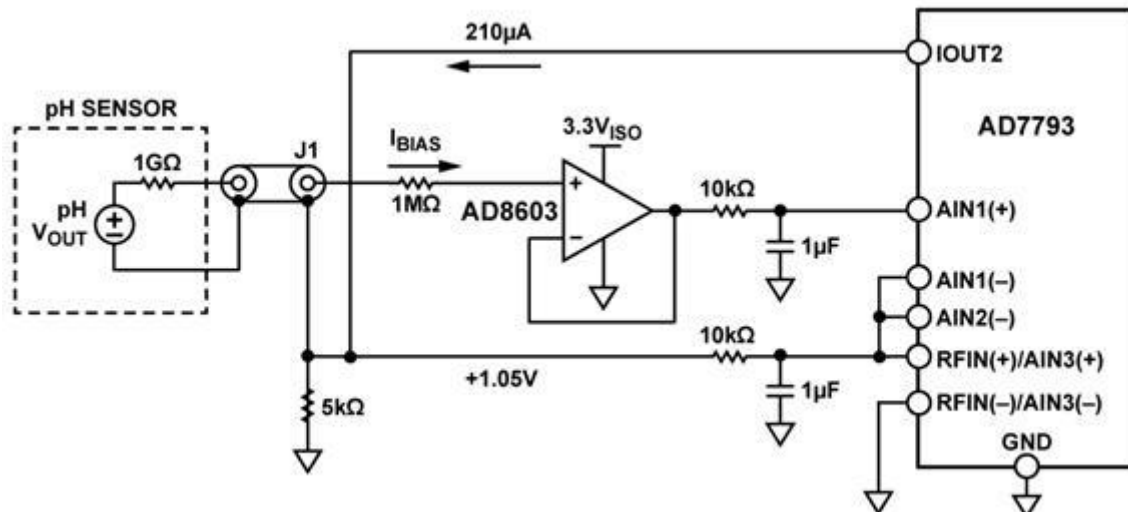 210μA
IOUT2
AD7793
pH SENSOR
1GΩ
J1
IBIAS
3.3VISO
1MΩ
AD8603
+
−
10kΩ
AIN1(+)
pH
VOUT
+
−
1μF
AIN1(−)
AIN2(−)
10kΩ
RFIN(+)/AIN3(+)
+1.05V
5kΩ
1μF
RFIN(−)/AIN3(−)
GND